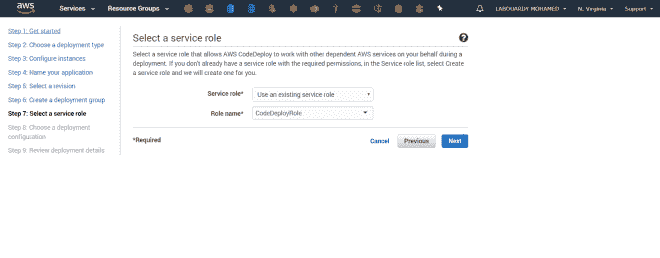 aws
Services
Resource Groups
LABOUARDY MOHAMED
N. Virginia
Support
Step 1: Get started
Step 2: Choose a deployment type
Step 3: Configure instances
Step 4: Name your application
Step 5: Select a revision
Step 6: Create a deployment group
Step 7: Select a service role
Step 8: Choose a deployment
configuration
Step 9: Review deployment details
Select a service role
Select a service role that allows AWS CodeDeploy to work with other dependent AWS services on your behalf during a
deployment. If you don't already have a service role with the required permissions, in the Service role list, select Create
a service role and we will create one for you.
Service role*
Use an existing service role
Role name*
CodeDeployRole
*Required
Cancel
Previous
Next